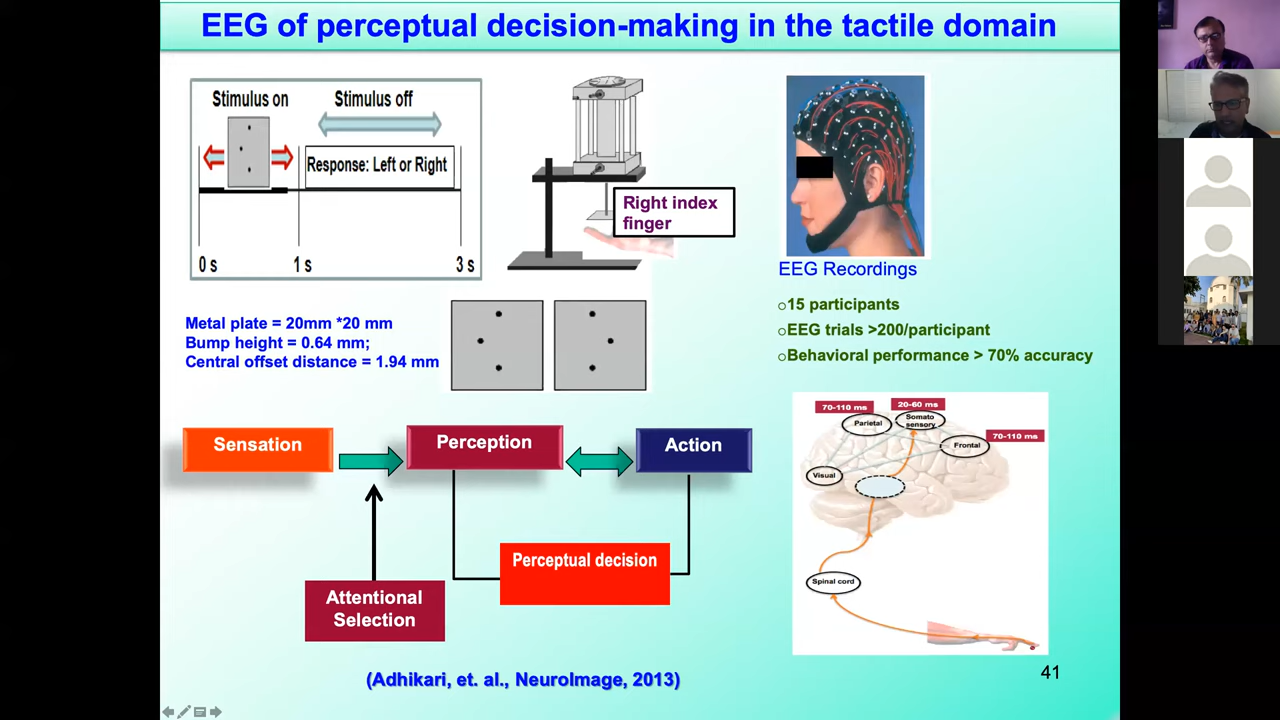 EEG of perceptual decision-making in the tactile domain
Stimulus on
Stimulus off
Response: Left or Right
0 s
1 s
3 s
Right index
finger
EEG Recordings
Metal plate = 20mm *20 mm
Bump height = 0.64 mm;
Central offset distance = 1.94 mm
○15 participants
○EEG trials >200/participant
○Behavioral performance > 70% accuracy
Sensation
Perception
Action
Perceptual decision
Attentional
Selection
70-110 ms
20-60 ms
70-110 ms
Parietal
Somato
sensory
Frontal
Visual
Spinal cord
(Adhikari, et. al., NeuroImage, 2013)
41